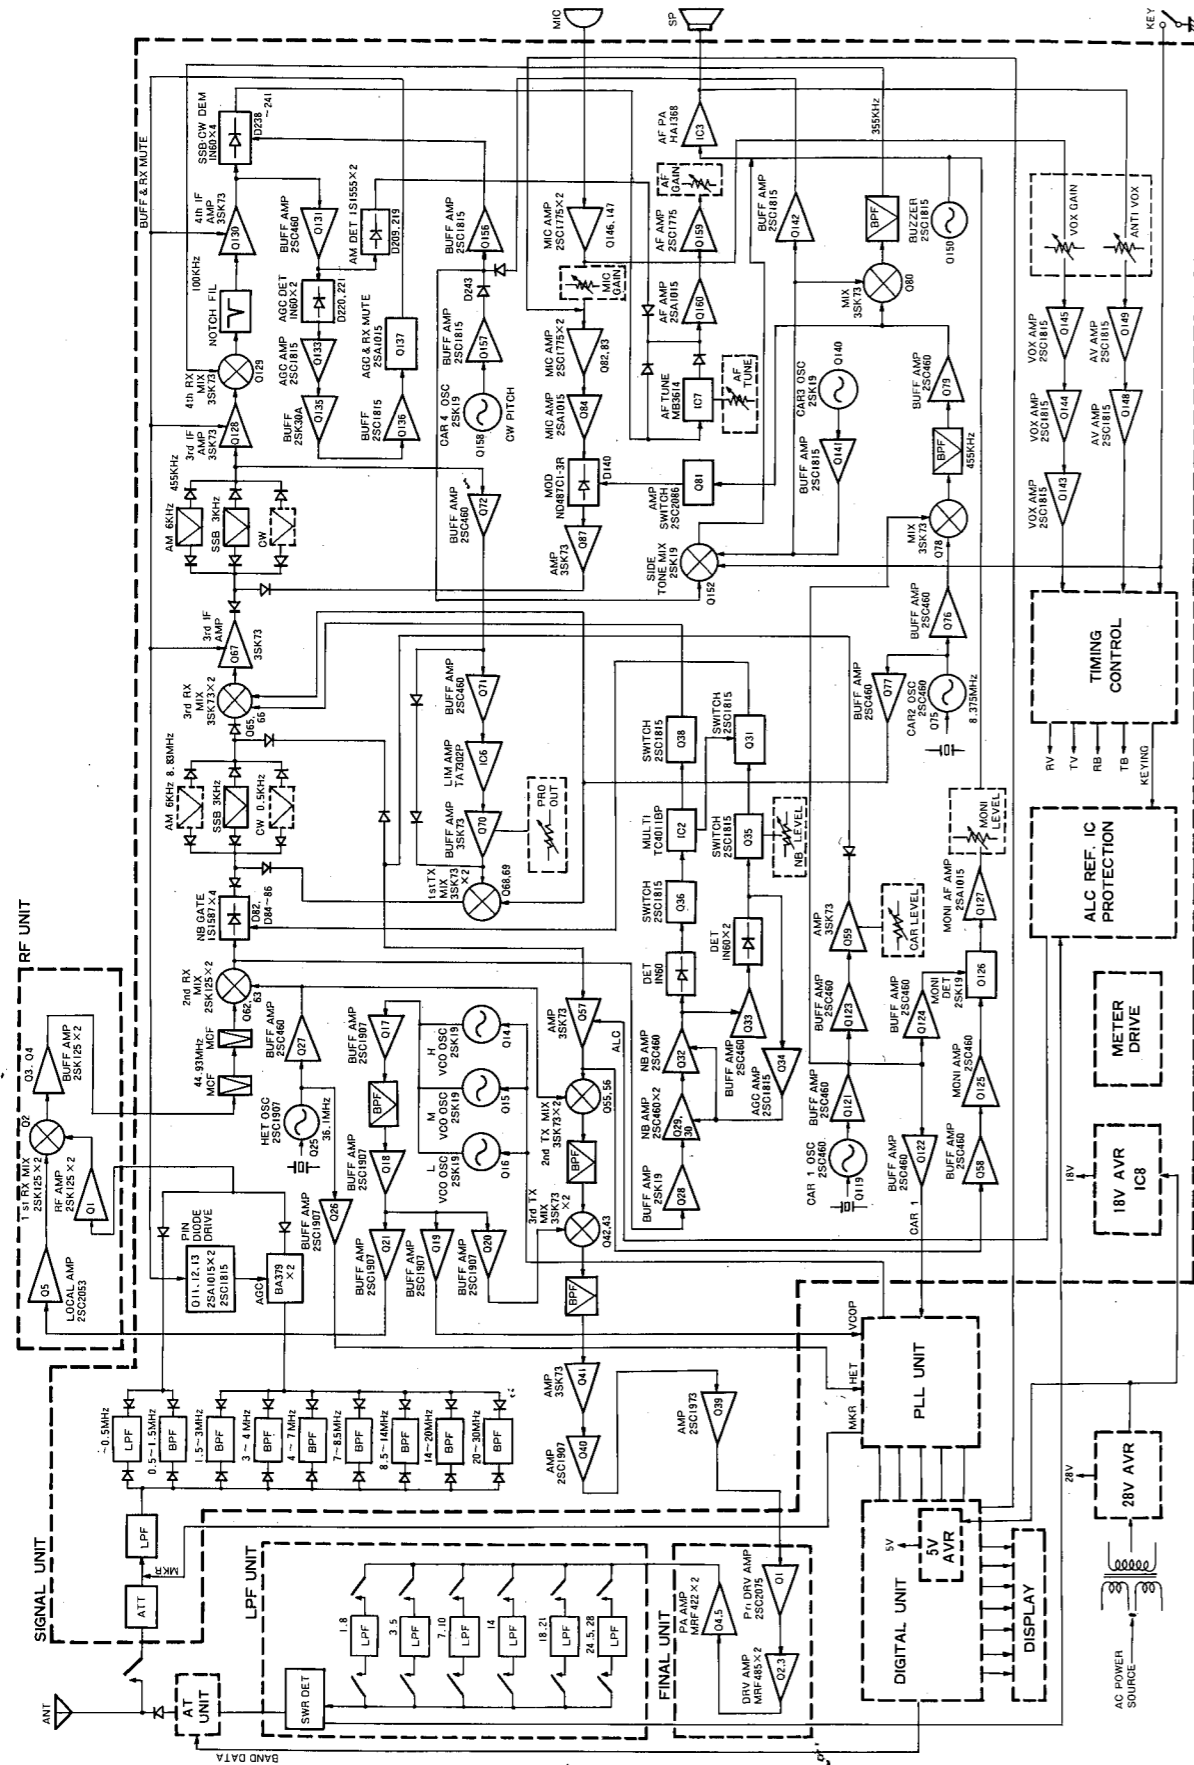 MIC
SP
KEY
BUFF & RX MUTE
SSB·CW DEM
IN60×4
D238
~241
4th IF
AMP
3SK73
Q130
BUFF AMP
2SC460
Q131
AM DET 1S1555×2
D209,219
BUFF AMP
2SC1815
Q156
MIC AMP
2SC1775×2
Q146,147
AF PA
HA1368
IC3
AF
GAIN
AF AMP
2SC1775
Q159
BUFF AMP
2SC1815
Q142
355KHz
BPF
BUZZER
2SC1815
Q150
VOX GAIN
ANTI VOX
100KHz
NOTCH FIL
AGC DET
IN60×2
D220,221
4th RX
MIX
3SK73
Q129
AGC AMP
2SC1815
Q133
AGC & RX MUTE
2SA1015
Q137
D243
BUFF AMP
2SC1815
Q157
MIC
GAIN
MIC AMP
2SC1775×2
Q82,83
AF AMP
2SA1015
Q160
MIX
3SK73
Q80
VOX AMP
2SC1815
Q145
AV AMP
2SC1815
Q149
3rd IF
AMP
3SK73
Q128
BUFF
2SK30A
Q135
BUFF
2SC1815
Q136
CAR 4 OSC
2SK19
Q158
CW PITCH
MIC AMP
2SA1015
Q84
AF TUNE
MB3614
IC7
AF
TUNE
CAR3 OSC
2SK19
Q140
BUFF AMP
2SC460
Q79
VOX AMP
2SC1815
Q144
AV AMP
2SC1815
Q148
455KHz
AM 6KHz
SSB 3KHz
CW
BUFF AMP
2SC460
Q72
MOD
ND487C1-3R
D140
AMP
SWITCH
2SC2086
Q81
BUFF AMP
2SC1815
Q141
BPF
455KHz
VOX AMP
2SC1815
Q143
AMP
3SK73
Q87
SIDE
TONE MIX
2SK19
Q152
MIX
3SK73
Q78
3rd IF
AMP
Q67
3SK73
BUFF AMP
2SC460
Q76
TIMING
CONTROL
3rd RX
MIX
3SK73×2
Q65,
66
BUFF AMP
2SC460
Q71
SWITCH
2SC1815
Q38
SWITCH
2SC1815
Q31
BUFF AMP
2SC460
Q77
CAR2 OSC
2SC460
Q75
8.375MHz
RV
TV
RB
TB
KEYING
AM 6KHz 8.83MHz
SSB 3KHz
CW 0.5KHz
LIM AMP
TA7302P
IC6
BUFF AMP
3SK73
Q70
PRO
OUT
MULTI
TC4011BP
IC2
SWITCH
2SC1815
Q35
NB LEVEL
MONI
LEVEL
RF UNIT
NB GATE
1S1587×4
D82,
D84~86
1st TX
MIX
3SK73
×2
Q68,69
SWITCH
2SC1815
Q36
AMP
3SK73
Q59
CAR LEVEL
MONI AF AMP
2SA1015
Q127
ALC REF. IC
PROTECTION
Q3, Q4
BUFF AMP
2SK125×2
2nd RX
MIX
2SK125×2
Q62,
63
DET
IN60
DET
IN60×2
BUFF AMP
2SC460
Q123
BUFF AMP
2SC460
Q124
MONI
DET
2SK19
Q126
Q2
1 st RX MIX
2SK125×2
44.93MHz
MCF
MCF
BUFF AMP
2SC460
Q27
BUFF AMP
2SC1907
Q17
H
VCO OSC
2SK19
Q14
AMP
3SK73
Q57
ALC
NB AMP
2SC460
Q32
Q33
BUFF AMP
2SC460
AGC AMP
2SC1815
Q34
METER
DRIVE
RF AMP
2SK125×2
Q1
HET OSC
2SC1907
Q25
36.1MHz
BPF
M
VCO OSC
2SK19
Q15
2nd TX MIX
3SK73×2
Q55,56
NB AMP
2SC460×2
Q29,
30
BUFF AMP
2SC460
Q121
MONI AMP
2SC460
Q125
LOCAL AMP
2SC2053
Q5
PIN
DIODE
DRIVE
Q11,12,13
2SA1015×2
2SC1815
BUFF AMP
2SC1907
Q18
L
VCO OSC
2SK19
Q16
BPF
BUFF AMP
2SK19
Q28
CAR 1 OSC
2SC460
Q119
BUFF AMP
2SC460
Q122
CAR 1
BUFF AMP
2SC460
Q58
18V
18V AVR
IC8
AGC
BA379
×2
BUFF AMP
2SC1907
Q26
BUFF AMP
2SC1907
Q21
BUFF AMP
2SC1907
Q19
BUFF AMP
2SC1907
Q20
3rd TX
MIX
3SK73
×2
Q42,43
BPF
VCOP
HET
MKR
PLL UNIT
SIGNAL UNIT
~0.5MHz
LPF
0.5~1.5MHz
BPF
1.5~3MHz
BPF
3~4MHz
BPF
4~7MHz
BPF
7~8.5MHz
BPF
8.5~14MHz
BPF
14~20MHz
BPF
20~30MHz
BPF
AMP
3SK73
Q41
AMP
2SC1907
Q40
AMP
2SC1973
Q39
28V
28V AVR
LPF
MKR
ATT
LPF UNIT
1.8
LPF
3.5
LPF
7,10
LPF
14
LPF
18,21
LPF
24.5,28
LPF
FINAL UNIT
PA AMP
MRF422×2
Q4,5
Pri DRV AMP
2SC2075
Q1
DRV AMP
MRF485×2
Q2,3
5V
5V
AVR
DIGITAL UNIT
DISPLAY
ANT
AT
UNIT
SWR DET
BAND DATA
AC POWER
SOURCE